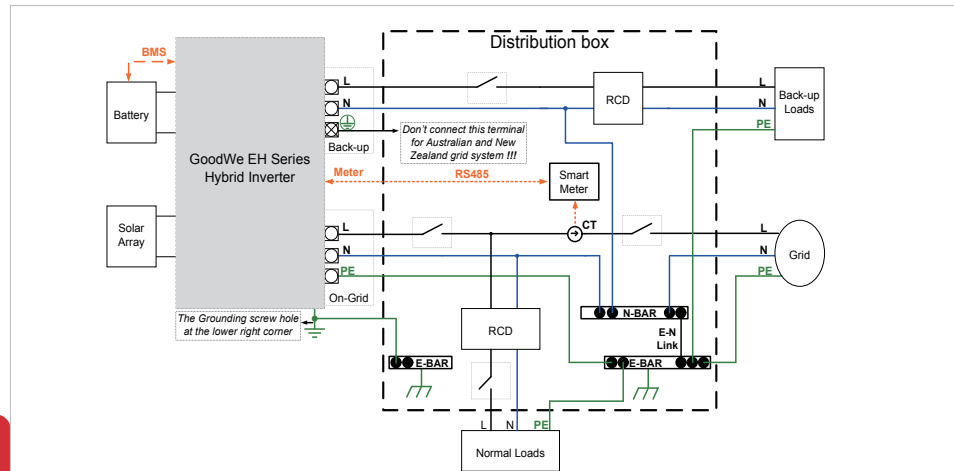 Distribution box
BMS
Battery
GoodWe EH Series
Hybrid Inverter
L
N
Back-up
Don't connect this terminal
for Australian and New
Zealand grid system !!!
RCD
L
N
PE
Back-up
Loads
Meter
RS485
Smart
Meter
CT
Solar
Array
L
N
PE
On-Grid
L
N
PE
Grid
The Grounding screw hole
at the lower right corner
RCD
N-BAR
E-N
Link
E-BAR
E-BAR
L
N
PE
Normal Loads